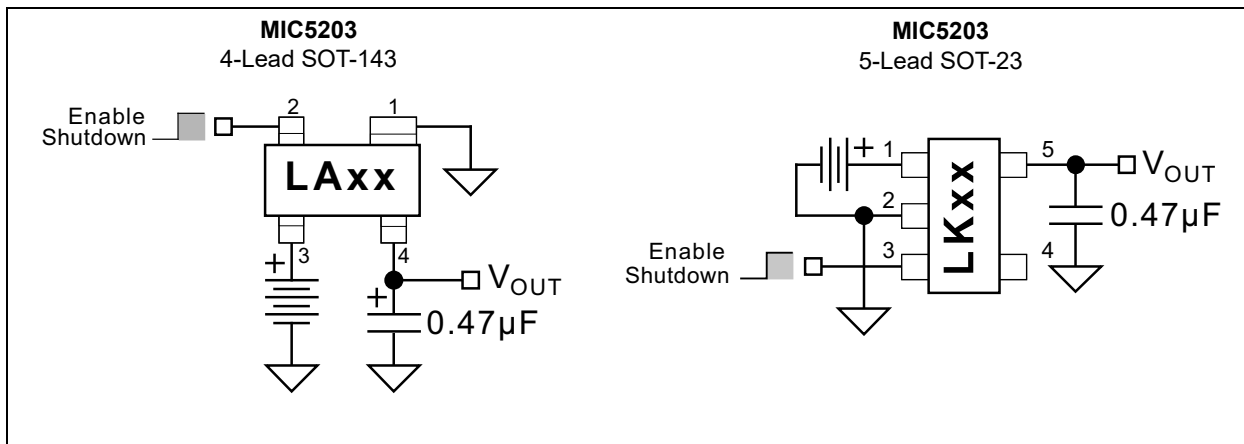 MIC5203
4-Lead SOT-143
Enable
Shutdown
2
1
LAxx
3
4
+
+
VOUT
0.47µF
MIC5203
5-Lead SOT-23
+
1
5
VOUT
2
LKxx
0.47µF
Enable
Shutdown
3
4